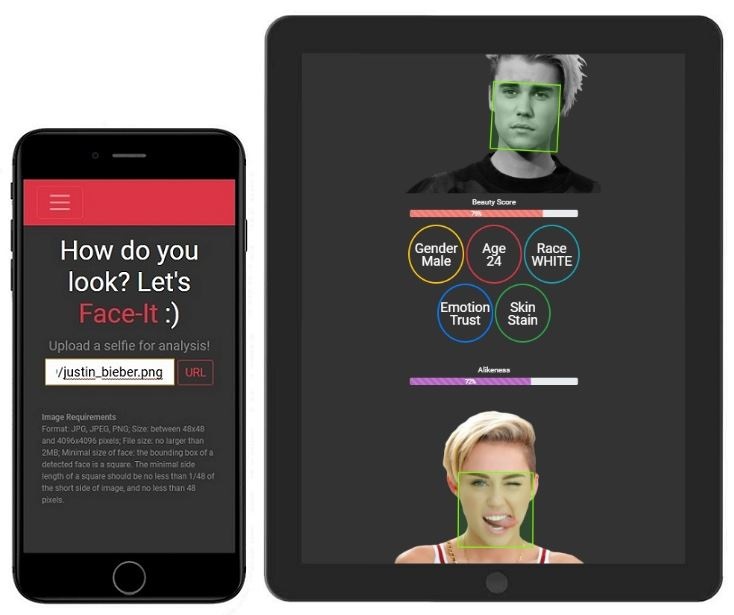 How do you
look? Let's
Face-It :)
Upload a selfie for analysis!
/justin_bieber.png
URL
Image Requirements
Format: JPG, JPEG, PNG; Size: between 48x48
and 4096x4096 pixels; File size: no larger than
2MB; Minimal size of face: the bounding box of a
detected face is a square. The minimal side
length of a square should be no less than 1/48 of
the short side of image, and no less than 48
pixels.
Beauty Score
79%
Gender
Male
Age
24
Race
WHITE
Emotion
Trust
Skin
Stain
Alikeness
72%